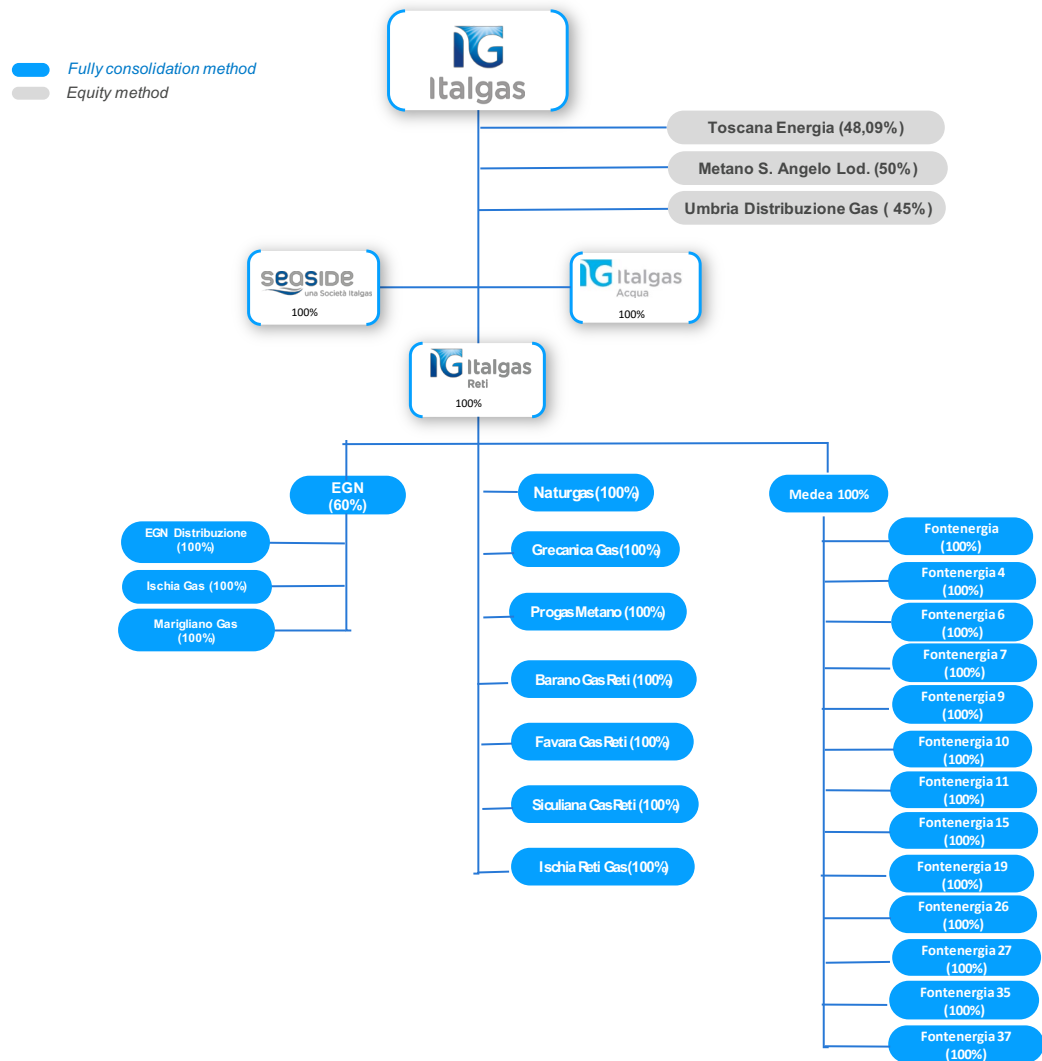 IG
Italgas
Fully consolidation method
Equity method
Toscana Energia (48,09%)
Metano S. Angelo Lod. (50%)
Umbria Distribuzione Gas ( 45%)
seaside
una Società Italgas
100%
IG Italgas
Acqua
100%
IG Italgas
Reti
100%
EGN
(60%)
EGN Distribuzione
(100%)
Ischia Gas (100%)
Marigliano Gas
(100%)
Naturgas (100%)
Grecanica Gas (100%)
Progas Metano (100%)
Barano Gas Reti (100%)
Favara Gas Reti (100%)
Siculiana Gas Reti (100%)
Ischia Reti Gas (100%)
Medea 100%
Fontenergia
(100%)
Fontenergia 4
(100%)
Fontenergia 6
(100%)
Fontenergia 7
(100%)
Fontenergia 9
(100%)
Fontenergia 10
(100%)
Fontenergia 11
(100%)
Fontenergia 15
(100%)
Fontenergia 19
(100%)
Fontenergia 26
(100%)
Fontenergia 27
(100%)
Fontenergia 35
(100%)
Fontenergia 37
(100%)